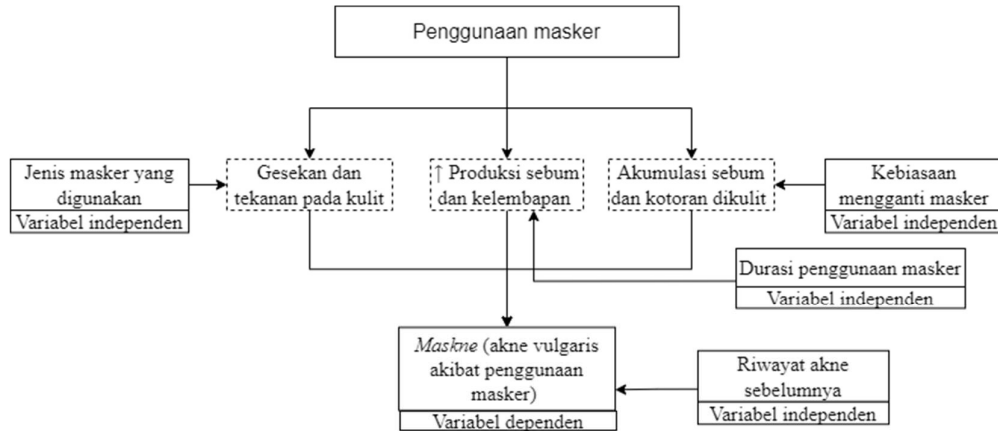 Penggunaan masker
Jenis masker yang
digunakan
Variabel independen
Gesekan dan
tekanan pada kulit
↑ Produksi sebum
dan kelembapan
Akumulasi sebum
dan kotoran dikulit
Kebiasaan
mengganti masker
Variabel independen
Durasi penggunaan masker
Variabel independen
Maskne (akne vulgaris
akibat penggunaan
masker)
Variabel dependen
Riwayat akne
sebelumnya
Variabel independen